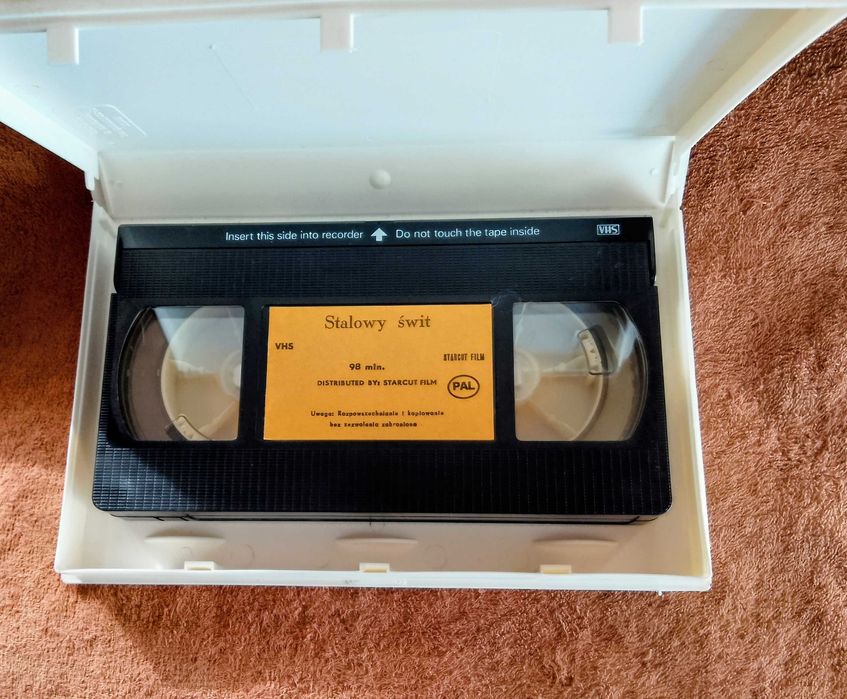 Insert this side into recorder Do not touch the tape inside VHS
Stalowy świt
VHS
STARCUT FILM
98 min.
DISTRIBUTED BY: STARCUT FILM
PAL
Uwaga: Rozpowszechnianie i kopiowanie
bez zezwolenia zabronione